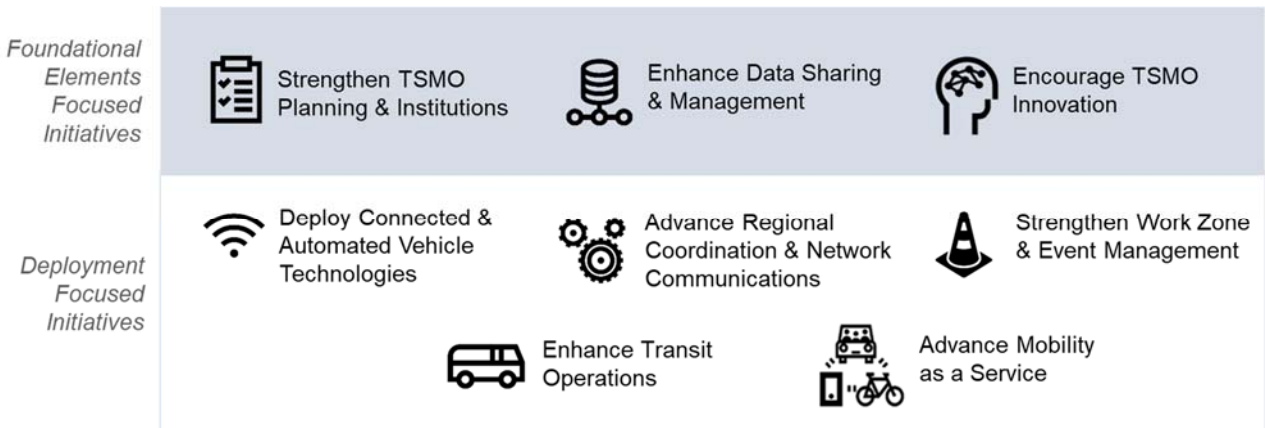 Foundational
Elements
Focused
Initiatives
Strengthen TSMO
Planning & Institutions
Enhance Data Sharing
& Management
Encourage TSMO
Innovation
Deployment
Focused
Initiatives
Deploy Connected &
Automated Vehicle
Technologies
Advance Regional
Coordination & Network
Communications
Strengthen Work Zone
& Event Management
Enhance Transit
Operations
Advance Mobility
as a Service